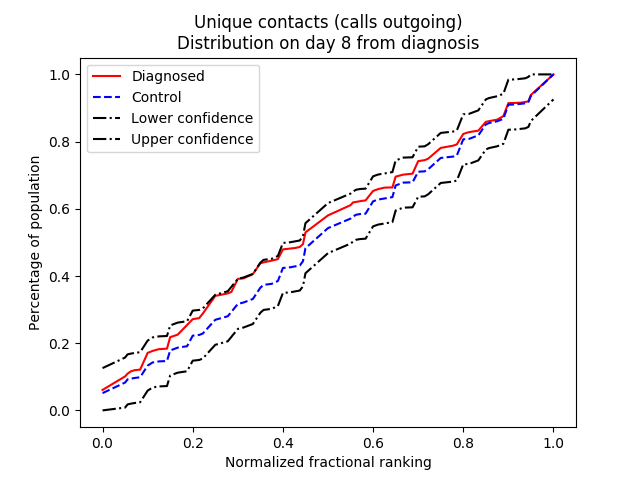 Unique contacts (calls outgoing)
Distribution on day 8 from diagnosis
Diagnosed
Control
Lower confidence
Upper confidence
Percentage of population
1.0
0.8
0.6
0.4
0.2
0.0
0.0 0.2 0.4 0.6 0.8 1.0
Normalized fractional ranking